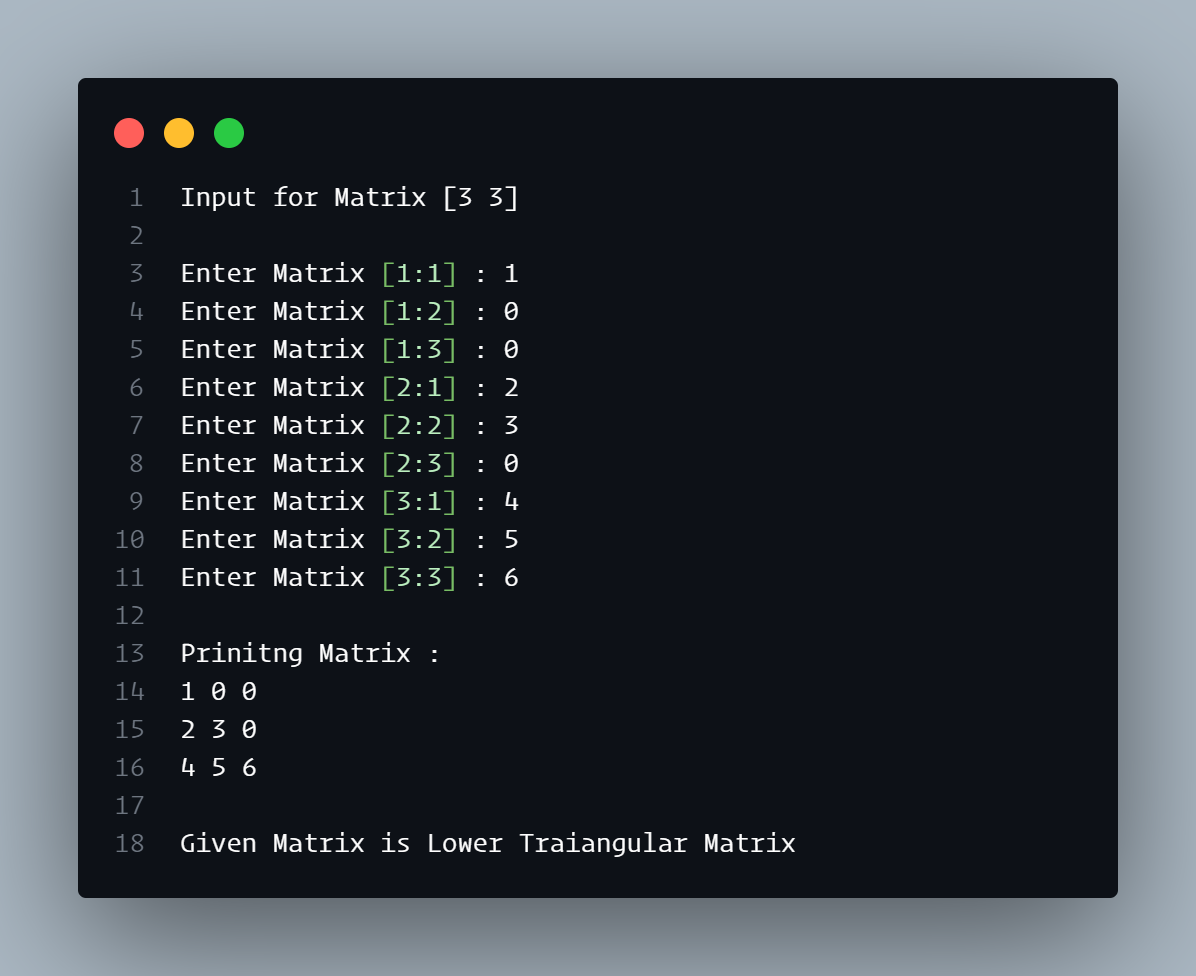 1 Input for Matrix [3 3]
2
3 Enter Matrix [1:1] : 1
4 Enter Matrix [1:2] : 0
5 Enter Matrix [1:3] : 0
6 Enter Matrix [2:1] : 2
7 Enter Matrix [2:2] : 3
8 Enter Matrix [2:3] : 0
9 Enter Matrix [3:1] : 4
10 Enter Matrix [3:2] : 5
11 Enter Matrix [3:3] : 6
12
13 Prinitng Matrix :
14 1 0 0
15 2 3 0
16 4 5 6
17
18 Given Matrix is Lower Traiangular Matrix